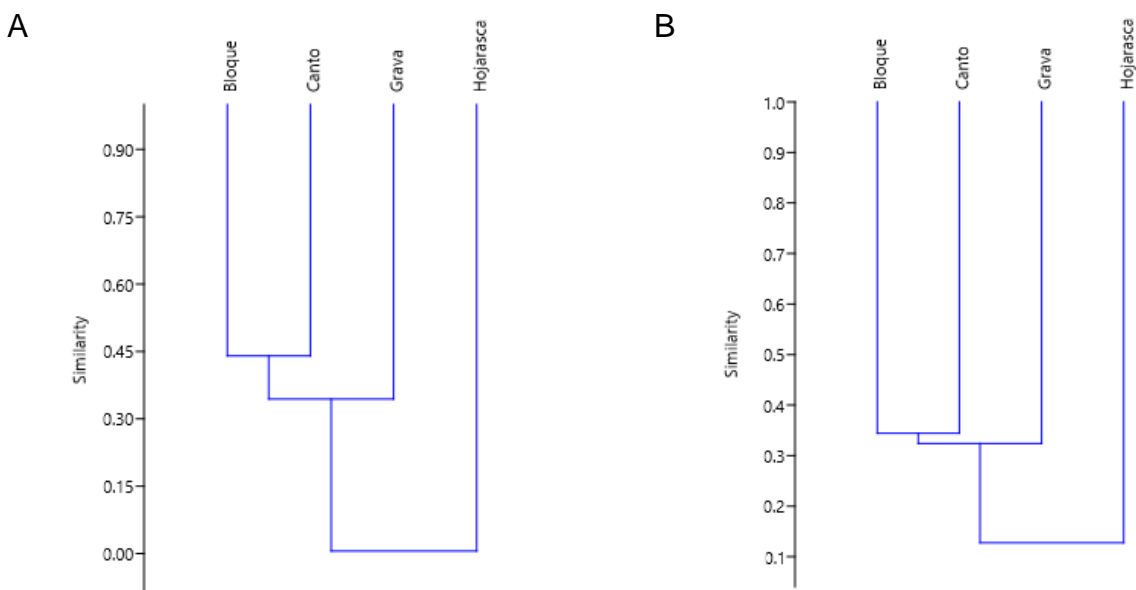 A
Bloque
Canto
Grava
Hojarasca
0.90
0.75
0.60
0.45
0.30
0.15
0.00
Similarity
B
Bloque
Canto
Grava
Hojarasca
1.0
0.9
0.8
0.7
0.6
0.5
0.4
0.3
0.2
0.1
Similarity